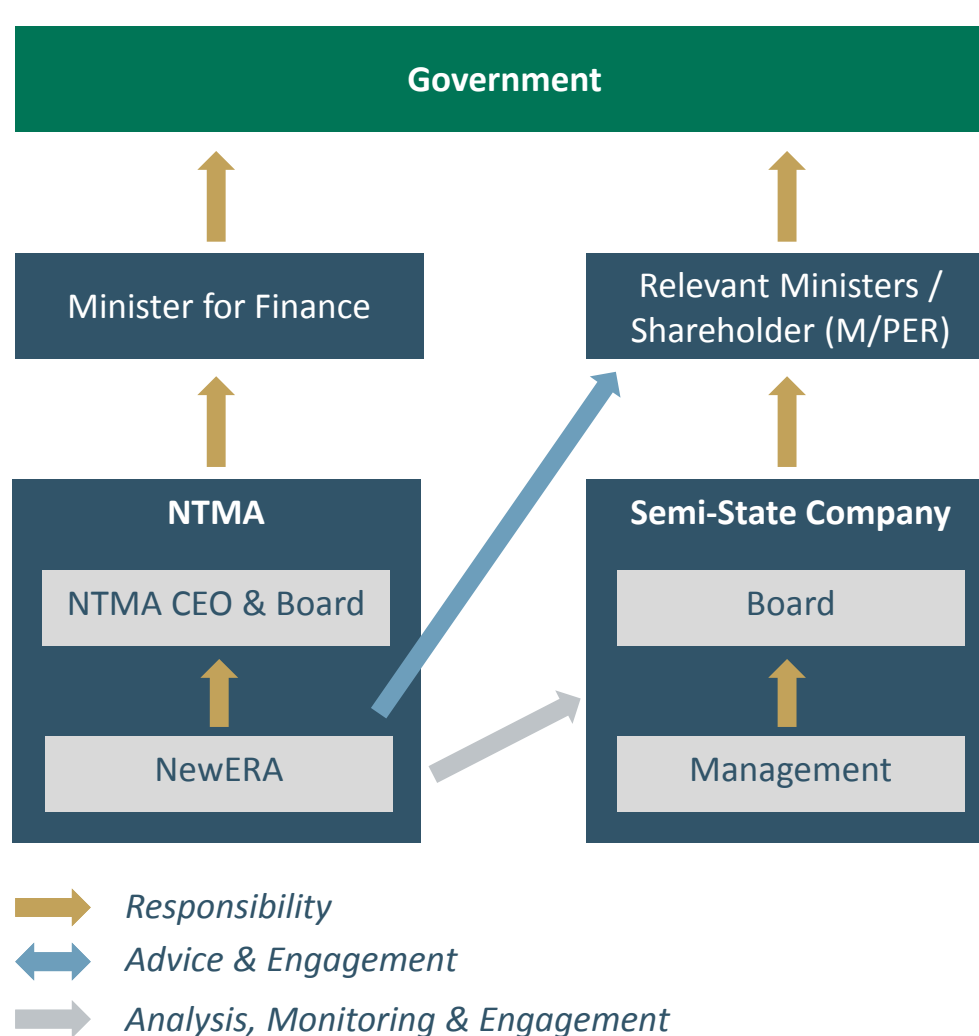 Government
Minister for Finance
Relevant Ministers /
Shareholder (M/PER)
NTMA
NTMA CEO & Board
NewERA
Semi-State Company
Board
Management
Responsibility
Advice & Engagement
Analysis, Monitoring & Engagement